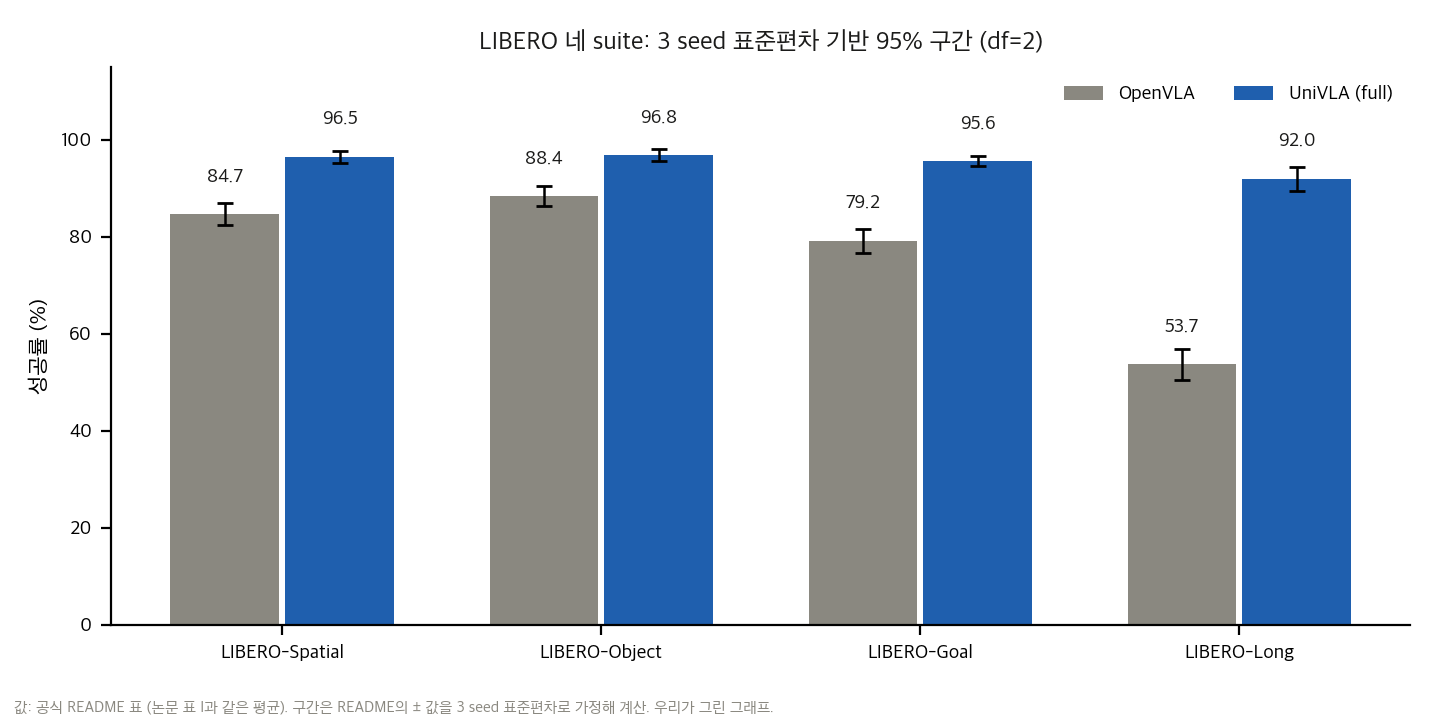 LIBERO 네 suite: 3 seed 표준편차 기반 95% 구간 (df=2)
OpenVLA
UniVLA (full)
성공률 (%)
100
80
60
40
20
0
84.7
96.5
88.4
96.8
79.2
95.6
53.7
92.0
LIBERO-Spatial
LIBERO-Object
LIBERO-Goal
LIBERO-Long
값: 공식 README 표 (논문 표 I과 같은 평균). 구간은 README의 ± 값을 3 seed 표준편차로 가정해 계산. 우리가 그린 그래프.